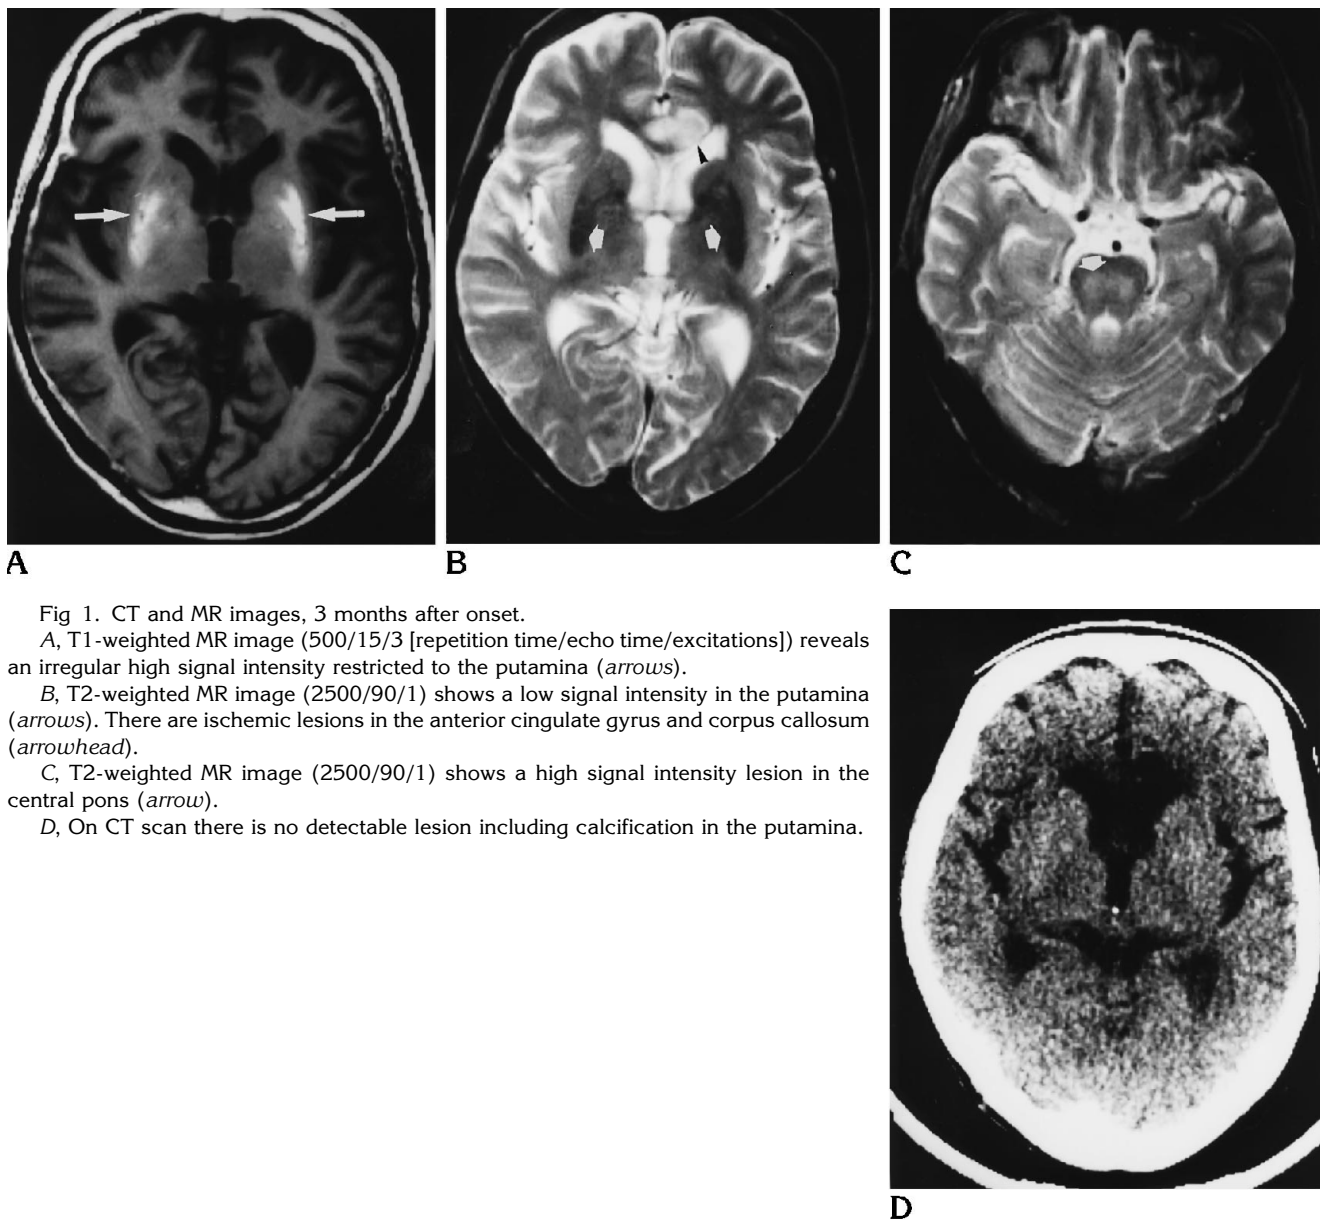 A
B
C
Fig 1. CT and MR images, 3 months after onset.
A, T1-weighted MR image (500/15/3 [repetition time/echo time/excitations]) reveals
an irregular high signal intensity restricted to the putamina (arrows).
B, T2-weighted MR image (2500/90/1) shows a low signal intensity in the putamina
(arrows). There are ischemic lesions in the anterior cingulate gyrus and corpus callosum
(arrowhead).
C, T2-weighted MR image (2500/90/1) shows a high signal intensity lesion in the
central pons (arrow).
D, On CT scan there is no detectable lesion including calcification in the putamina.
D